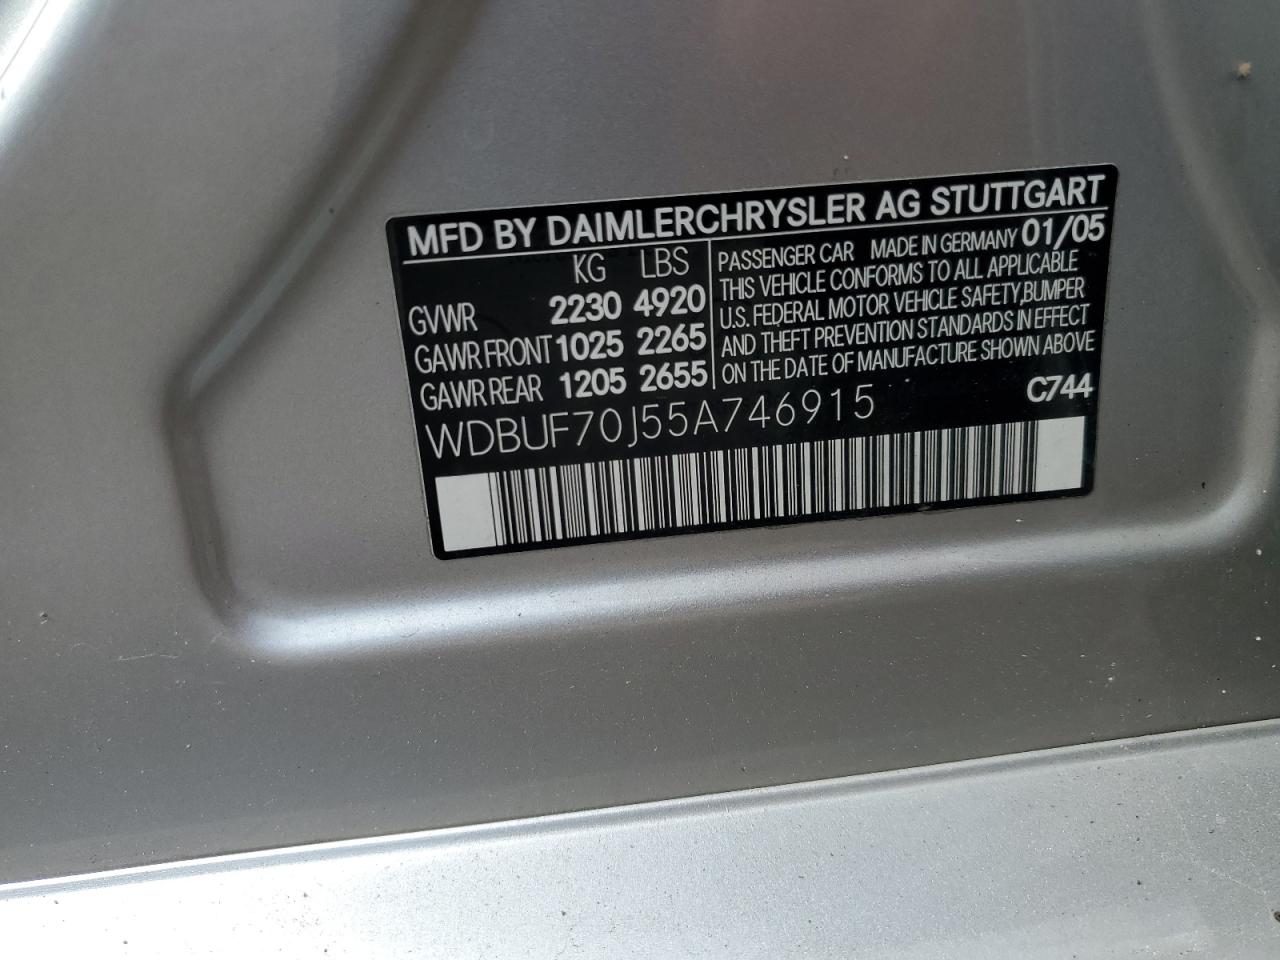 MFD BY DAIMLERCHRYSLER AG STUTTGART
KG LBS
GVWR 2230 4920
GAWR FRONT 1025 2265
GAWR REAR 1205 2655
PASSENGER CAR MADE IN GERMANY 01/05
THIS VEHICLE CONFORMS TO ALL APPLICABLE
U.S. FEDERAL MOTOR VEHICLE SAFETY, BUMPER
AND THEFT PREVENTION STANDARDS IN EFFECT
ON THE DATE OF MANUFACTURE SHOWN ABOVE
WDBUF70J55A746915 C744